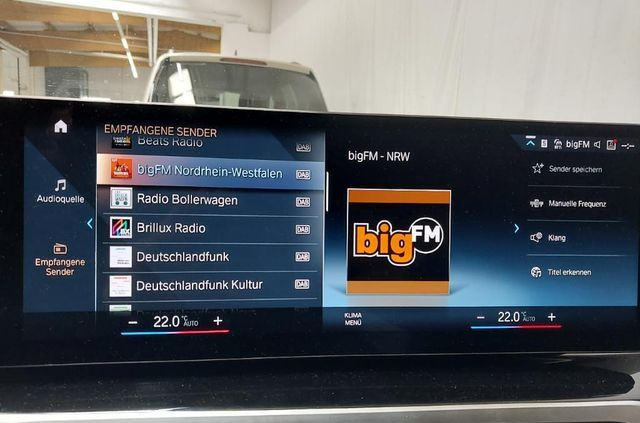 EMPFANGENE SENDER
Beats Radio
DAB
bigFM Nordrhein-Westfalen
DAB
Radio Bollerwagen
DAB
Brillux Radio
DAB
Deutschlandfunk
DAB
Deutschlandfunk Kultur
DAB
Audioquelle
Empfangene
Sender
bigFM - NRW
big FM
bigFM
Sender speichern
Manuelle Frequenz
Klang
Titel erkennen
− 22.0 °C AUTO +
KLIMA
MENÜ
− 22.0 °C AUTO +